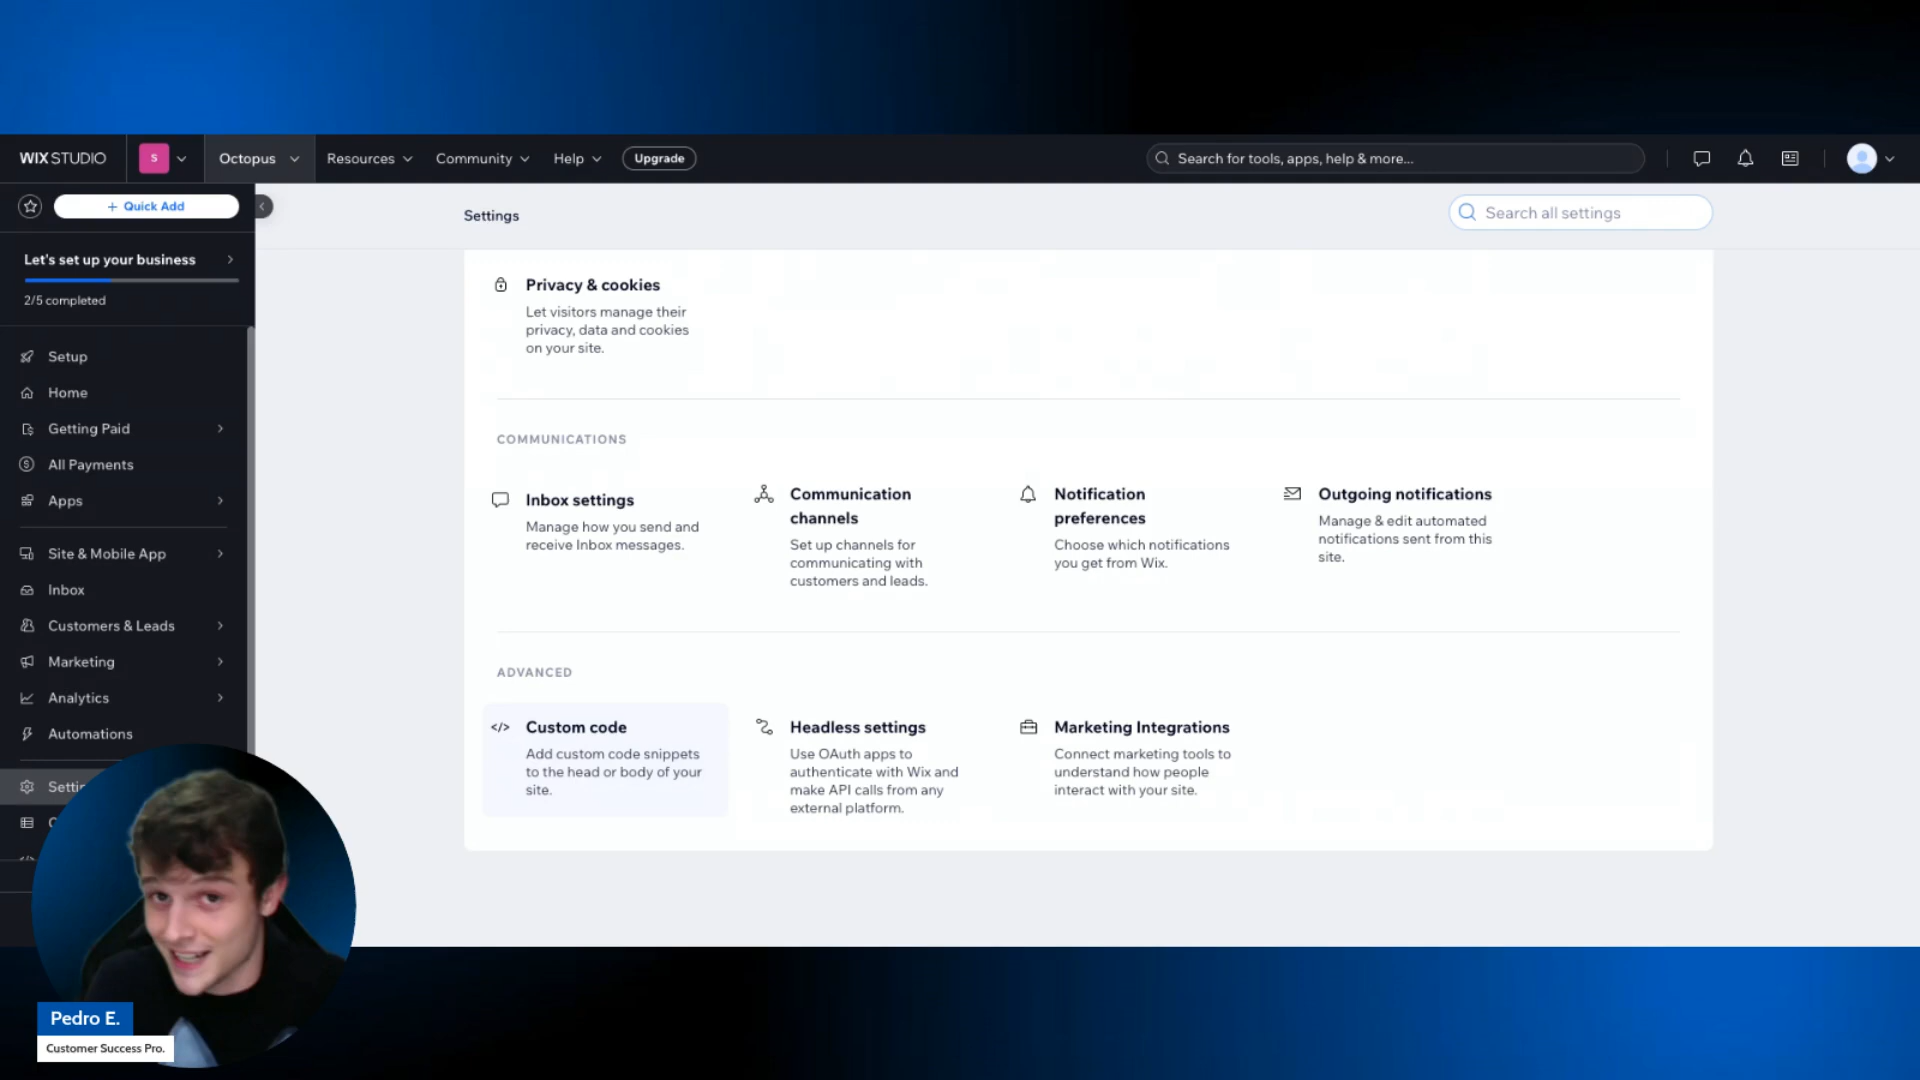 WIX STUDIO
S
Octopus
Resources
Community
Help
Upgrade
Search for tools, apps, help & more...
+ Quick Add
Let's set up your business
2/5 completed
Setup
Home
Getting Paid
All Payments
Apps
Site & Mobile App
Inbox
Customers & Leads
Marketing
Analytics
Automations
Settings
Search all settings
Privacy & cookies
Let visitors manage their
privacy, data and cookies
on your site.
COMMUNICATIONS
Inbox settings
Manage how you send and
receive Inbox messages.
Communication
channels
Set up channels for
communicating with
customers and leads.
Notification
preferences
Choose which notifications
you get from Wix.
Outgoing notifications
Manage & edit automated
notifications sent from this
site.
ADVANCED
Custom code
Add custom code snippets
to the head or body of your
site.
Headless settings
Use OAuth apps to
authenticate with Wix and
make API calls from any
external platform.
Marketing Integrations
Connect marketing tools to
understand how people
interact with your site.
Pedro E.
Customer Success Pro.